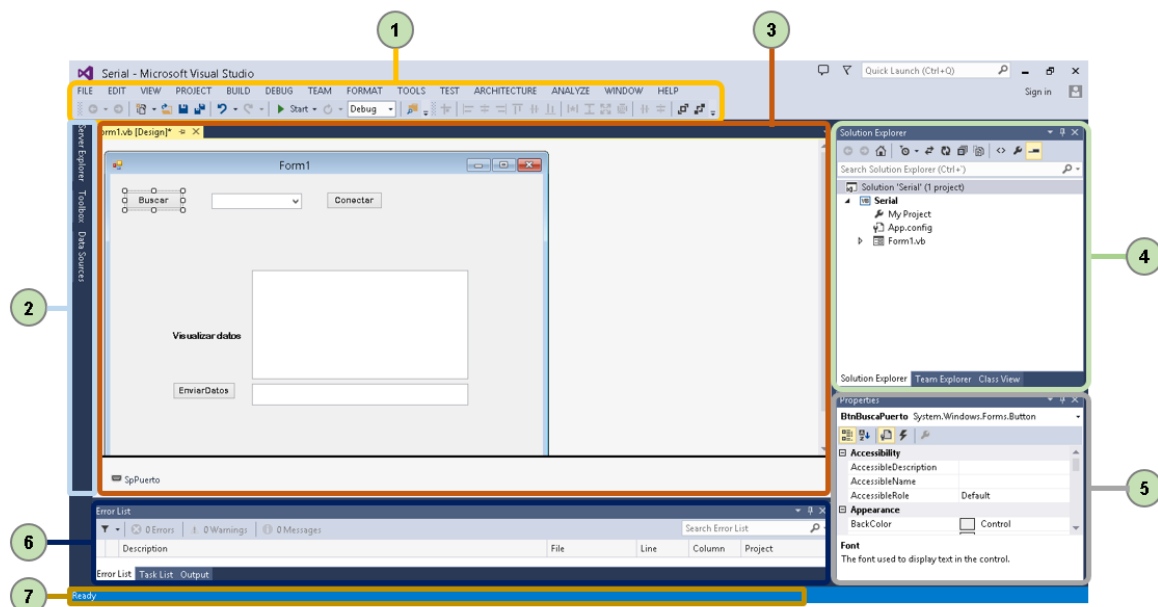 1
3
Serial - Microsoft Visual Studio
Quick Launch (Ctrl+Q)
FILE EDIT VIEW PROJECT BUILD DEBUG TEAM FORMAT TOOLS TEST ARCHITECTURE ANALYZE WINDOW HELP
Sign in
Start
Debug
2
Server Explorer
Toolbox
Data Sources
orm1.vb [Design]*
Form1
Buscar
Conectar
Visualizar datos
EnviarDatos
SpPuerto
4
Solution Explorer
Search Solution Explorer (Ctrl+')
Solution 'Serial' (1 project)
VB Serial
My Project
App.config
Form1.vb
Solution Explorer Team Explorer Class View
5
Properties
BtnBuscaPuerto System.Windows.Forms.Button
Accessibility
AccessibleDescription
AccessibleName
AccessibleRole Default
Appearance
BackColor Control
Font
The font used to display text in the control.
6
Error List
0 Errors 0 Warnings 0 Messages
Search Error List
Description File Line Column Project
Error List Task List Output
7
Ready